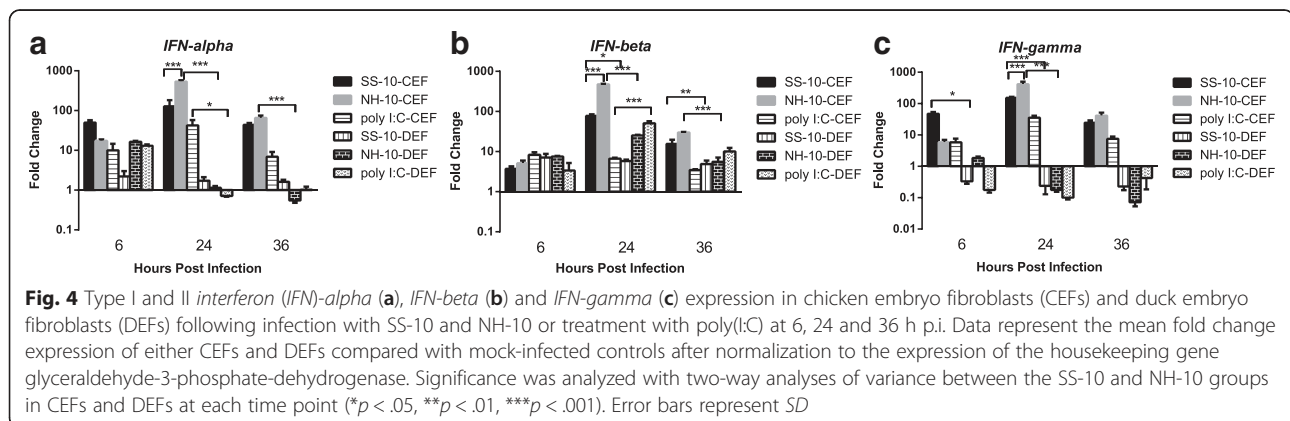 a
IFN-alpha
*** ***
*
***
1000
100
10
1
0.1
Fold Change
6 24 36
Hours Post Infection
SS-10-CEF
NH-10-CEF
poly I:C-CEF
SS-10-DEF
NH-10-DEF
poly I:C-DEF
b
IFN-beta
*
*** ***
***
**
***
1000
100
10
1
0.1
Fold Change
6 24 36
Hours Post Infection
SS-10-CEF
NH-10-CEF
poly I:C-CEF
SS-10-DEF
NH-10-DEF
poly I:C-DEF
c
IFN-gamma
***
*** ***
*
1000
100
10
1
0.1
0.01
Fold Change
6 24 36
Hours Post Infection
SS-10-CEF
NH-10-CEF
poly I:C-CEF
SS-10-DEF
NH-10-DEF
poly I:C-DEF
Fig. 4 Type I and II interferon (IFN)-alpha (a), IFN-beta (b) and IFN-gamma (c) expression in chicken embryo fibroblasts (CEFs) and duck embryo
fibroblasts (DEFs) following infection with SS-10 and NH-10 or treatment with poly(I:C) at 6, 24 and 36 h p.i. Data represent the mean fold change
expression of either CEFs and DEFs compared with mock-infected controls after normalization to the expression of the housekeeping gene
glyceraldehyde-3-phosphate-dehydrogenase. Significance was analyzed with two-way analyses of variance between the SS-10 and NH-10 groups
in CEFs and DEFs at each time point (*p < .05, **p < .01, ***p < .001). Error bars represent SD